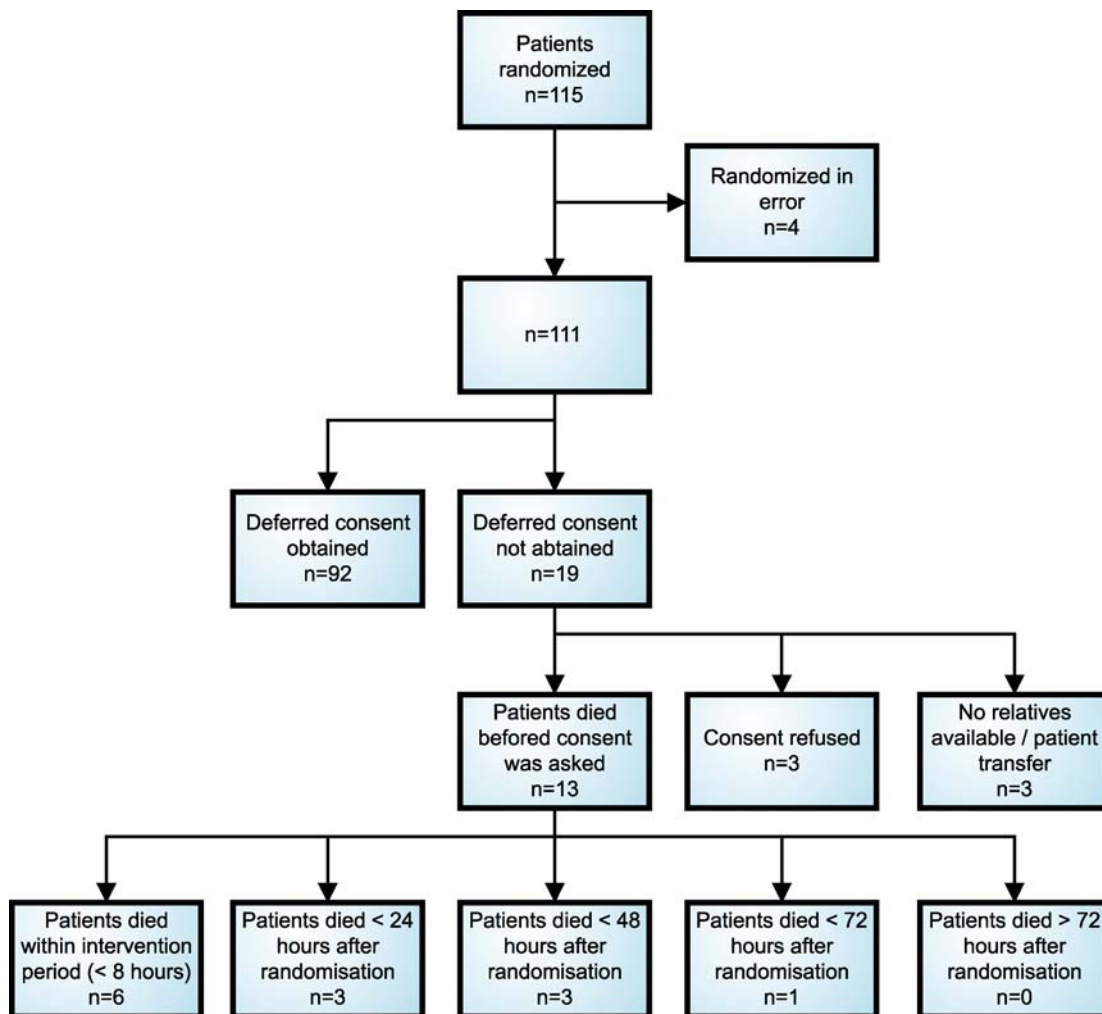 Patients
randomized
n=115
Randomized in
error
n=4
n=111
Deferred consent
obtained
n=92
Deferred consent
not abtained
n=19
Patients died
befored consent
was asked
n=13
Consent refused
n=3
No relatives
available / patient
transfer
n=3
Patients died
within intervention
period (< 8 hours)
n=6
Patients died < 24
hours after
randomisation
n=3
Patients died < 48
hours after
randomisation
n=3
Patients died < 72
hours after
randomisation
n=1
Patients died > 72
hours after
randomisation
n=0